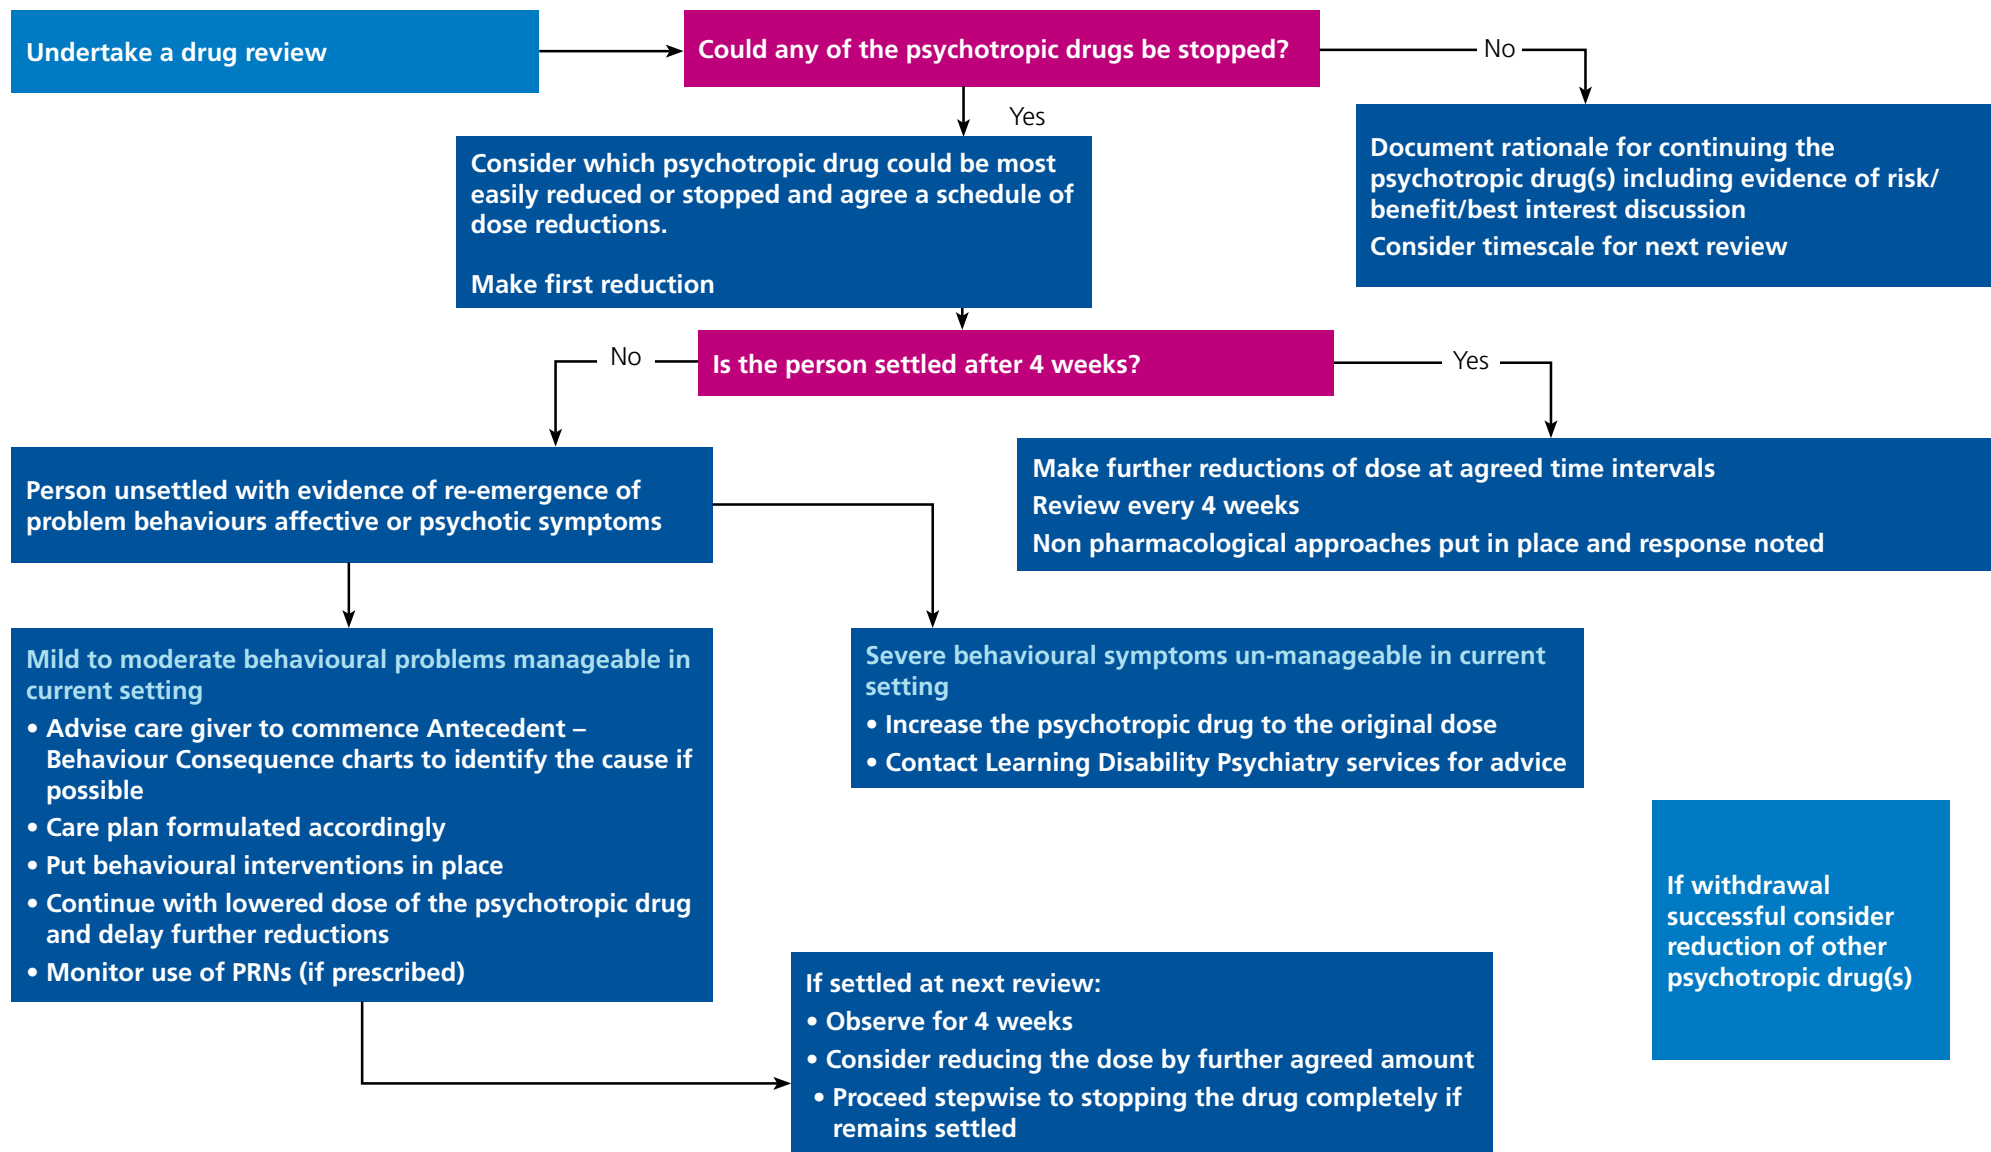 Undertake a drug review
Could any of the psychotropic drugs be stopped?
No
Yes
Consider which psychotropic drug could be most
easily reduced or stopped and agree a schedule of
dose reductions.
Make first reduction
Document rationale for continuing the
psychotropic drug(s) including evidence of risk/
benefit/best interest discussion
Consider timescale for next review
Is the person settled after 4 weeks?
No
Yes
Person unsettled with evidence of re-emergence of
problem behaviours affective or psychotic symptoms
Make further reductions of dose at agreed time intervals
Review every 4 weeks
Non pharmacological approaches put in place and response noted
Mild to moderate behavioural problems manageable in
current setting
• Advise care giver to commence Antecedent –
Behaviour Consequence charts to identify the cause if
possible
• Care plan formulated accordingly
• Put behavioural interventions in place
• Continue with lowered dose of the psychotropic drug
and delay further reductions
• Monitor use of PRNs (if prescribed)
Severe behavioural symptoms un-manageable in current
setting
• Increase the psychotropic drug to the original dose
• Contact Learning Disability Psychiatry services for advice
If settled at next review:
• Observe for 4 weeks
• Consider reducing the dose by further agreed amount
• Proceed stepwise to stopping the drug completely if
remains settled
If withdrawal
successful consider
reduction of other
psychotropic drug(s)